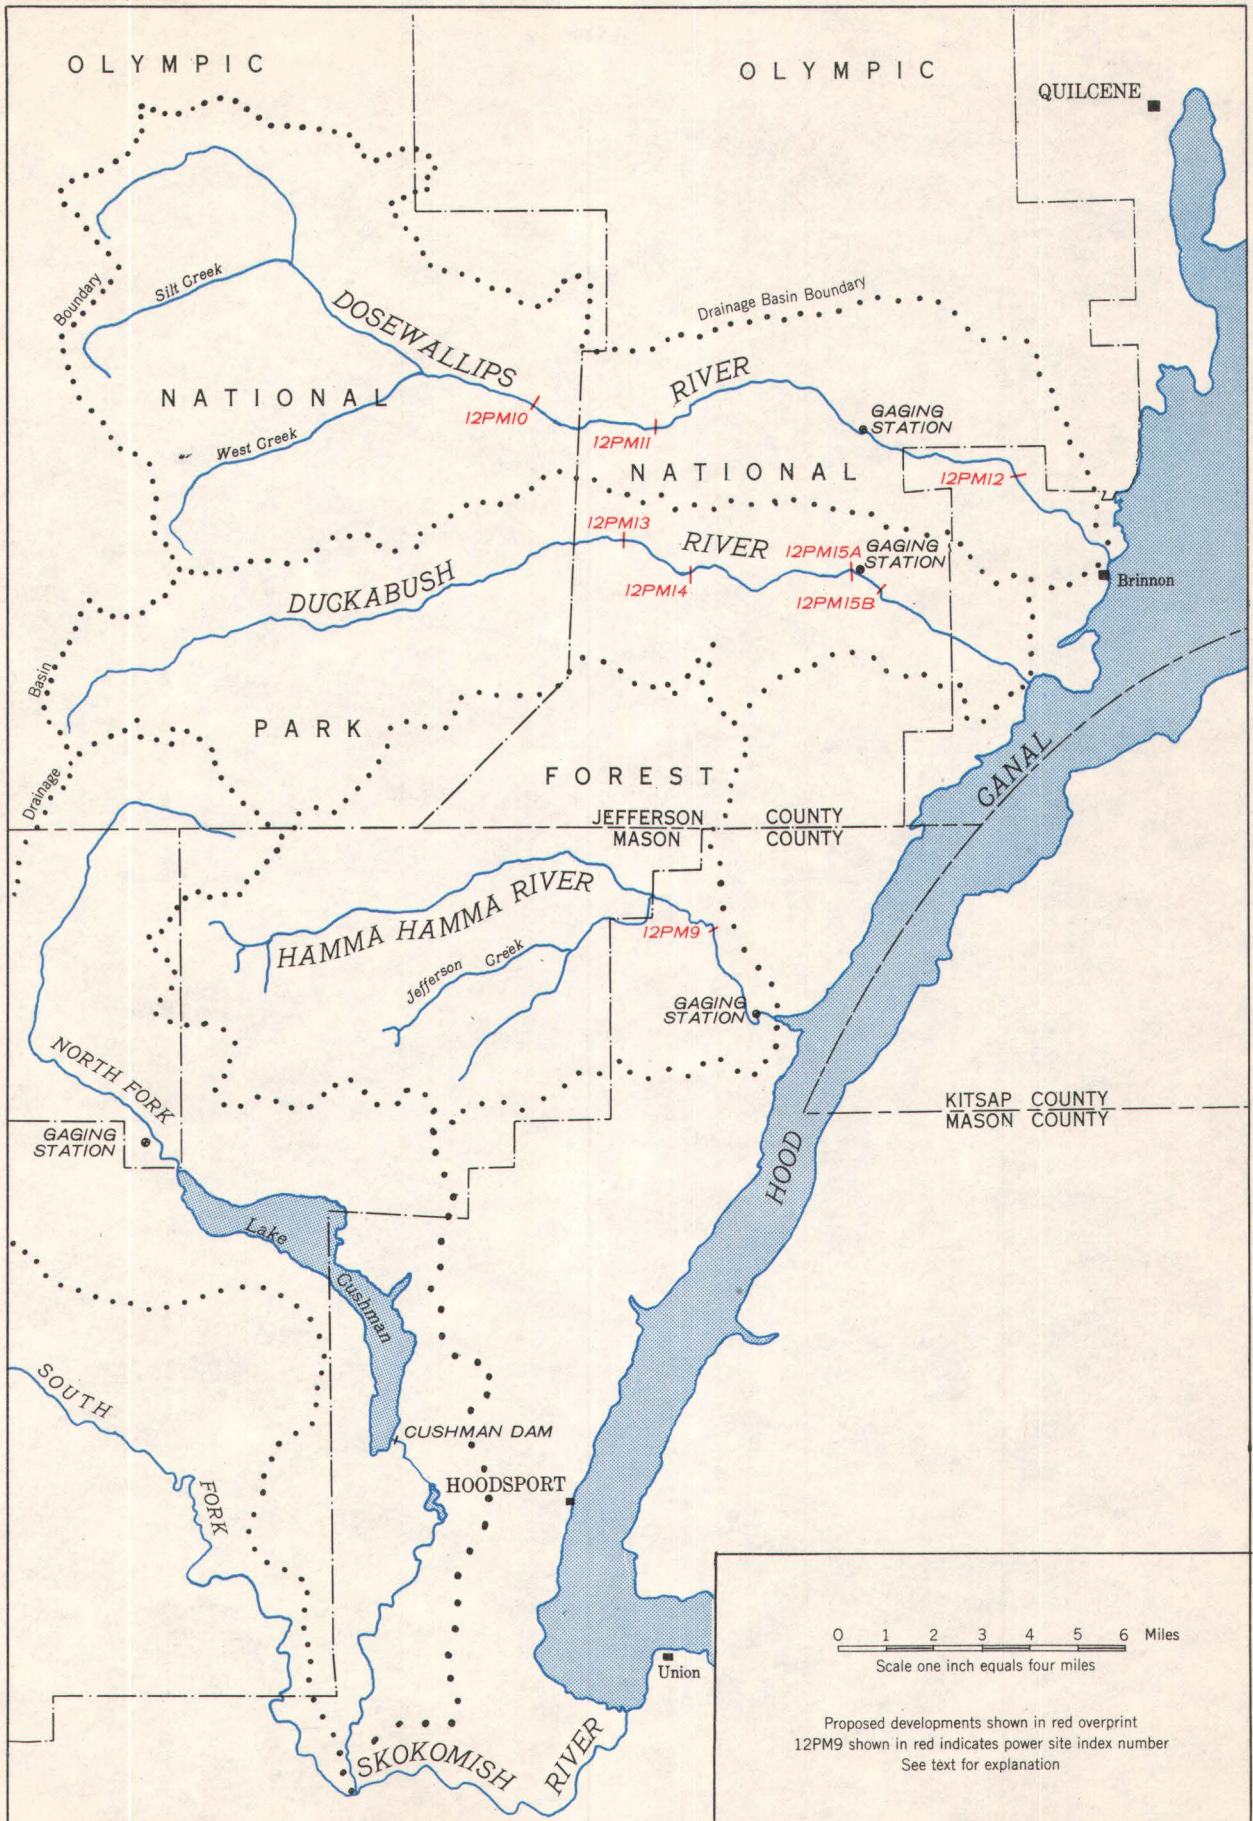 OLYMPIC
OLYMPIC
QUILCENE
Boundary
Silt Creek
DOSEWALLIPS
Drainage Basin Boundary
RIVER
NATIONAL
12PM10
12PM11
GAGING
STATION
West Creek
NATIONAL
12PM12
12PM13
RIVER
12PM15A
GAGING
STATION
DUCKABUSH
12PM14
12PM15B
Brinnon
Basin
PARK
Drainage
FOREST
CANAL
JEFFERSON COUNTY
MASON COUNTY
HAMMA HAMMA RIVER
12PM9
Jefferson Creek
GAGING
STATION
NORTH FORK
KITSAP COUNTY
MASON COUNTY
GAGING
STATION
HOOD
Lake
Cushman
SOUTH
CUSHMAN DAM
HOODSPORT
FORK
0 1 2 3 4 5 6 Miles
Scale one inch equals four miles
Union
Proposed developments shown in red overprint
12PM9 shown in red indicates power site index number
See text for explanation
SKOKOMISH RIVER